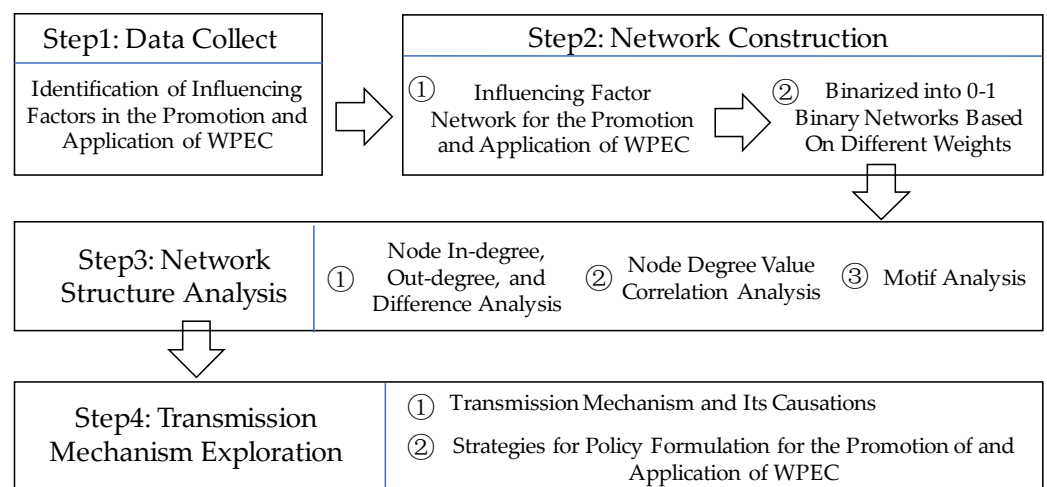 Step1: Data Collect
Identification of Influencing
Factors in the Promotion and
Application of WPEC
Step2: Network Construction
① Influencing Factor
Network for the Promotion
and Application of WPEC
② Binarized into 0-1
Binary Networks Based
On Different Weights
Step3: Network
Structure Analysis
① Node In-degree,
Out-degree, and
Difference Analysis
② Node Degree Value
Correlation Analysis
③ Motif Analysis
Step4: Transmission
Mechanism Exploration
① Transmission Mechanism and Its Causations
② Strategies for Policy Formulation for the Promotion of and
Application of WPEC